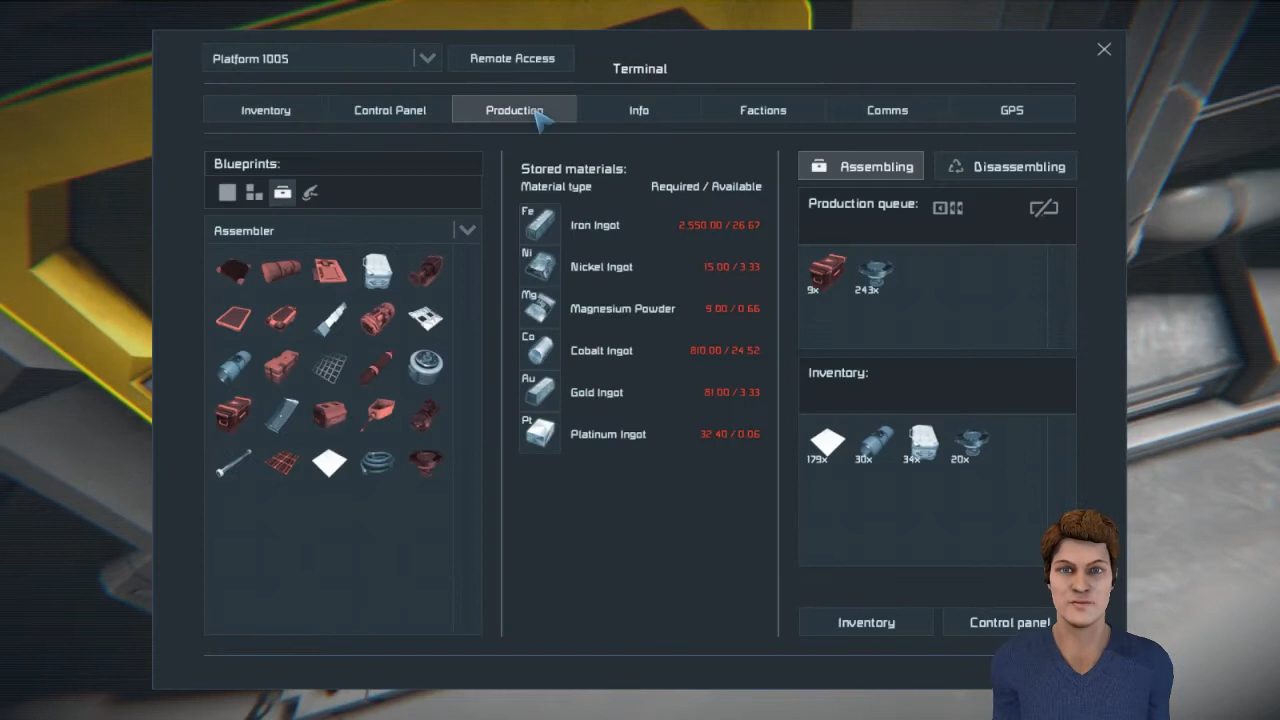 Platform 1005
Remote Access
Terminal
Inventory
Control Panel
Production
Info
Factions
Comms
GPS
Blueprints:
Assembler
Stored materials:
Material type
Required / Available
Fe
Iron Ingot
2,550.00 / 26.67
Ni
Nickel Ingot
15.00 / 3.33
Mg
Magnesium Powder
9.00 / 0.66
Co
Cobalt Ingot
810.00 / 24.52
Au
Gold Ingot
81.00 / 3.33
Pt
Platinum Ingot
32.40 / 0.06
Assembling
Disassembling
Production queue:
9x
243x
Inventory:
179x
30x
34x
20x
Inventory
Control panel